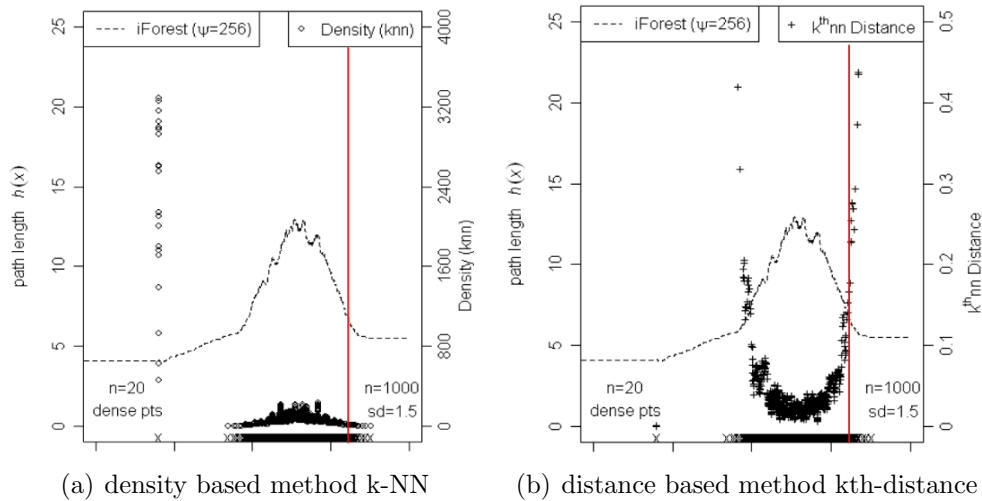 iForest (ψ=256)
Density (knn)
25
20
15
10
5
0
path length h(x)
4000
3200
2400
1600
800
0
Density (knn)
n=20
dense pts
n=1000
sd=1.5
(a) density based method k-NN
iForest (ψ=256)
kthnn Distance
25
20
15
10
5
0
path length h(x)
0.5
0.4
0.3
0.2
0.1
0.0
kthnn Distance
n=20
dense pts
n=1000
sd=1.5
(b) distance based method kth-distance